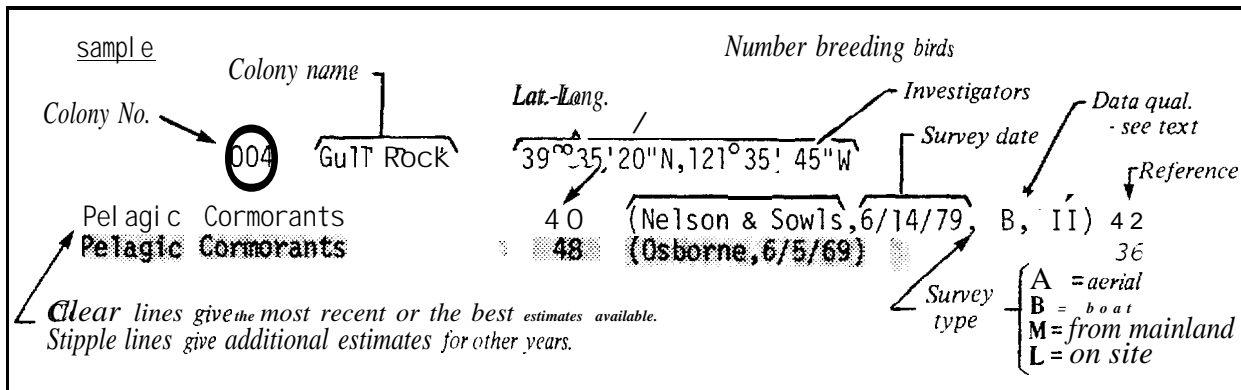 sample
Number breeding birds
Colony name
Lat.-Long.
Investigators
Data qual.
- see text
Colony No.
Survey date
004 Gull Rock 39°35'20"N,121°35'45"W
Reference
Pelagic Cormorants 40 (Nelson & Sowls,6/14/79, B, II) 42
Pelagic Cormorants 48 (Osborne,6/5/69) 36
Survey type
A = aerial
B = boat
M = from mainland
L = on site
Clear lines give the most recent or the best estimates available.
Stipple lines give additional estimates for other years.